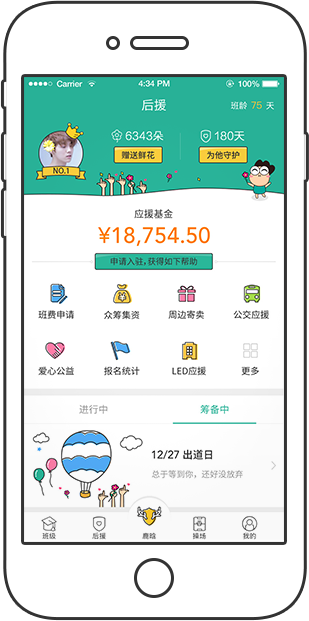 Carrier 4:34 PM 100%
后援
班龄 75 天
6343朵
180天
赠送鲜花
为他守护
NO.1
应援基金
¥18,754.50
申请入驻,获得如下帮助
班费申请 众筹集资 周边寄卖 公交应援
爱心公益 报名统计 LED应援 更多
进行中 筹备中
12/27 出道日
总于等到你，还好没放弃
班级 后援 鹿晗 操场 我的